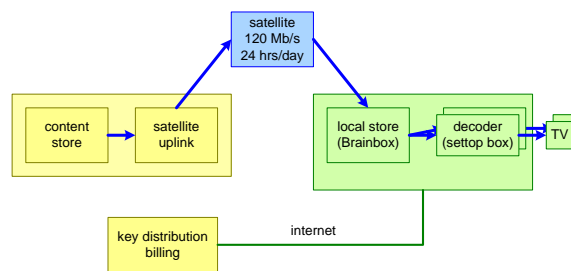 satellite
120 Mb/s
24 hrs/day
content
store
satellite
uplink
local store
(Brainbox)
decoder
(settop box)
TV
internet
key distribution
billing